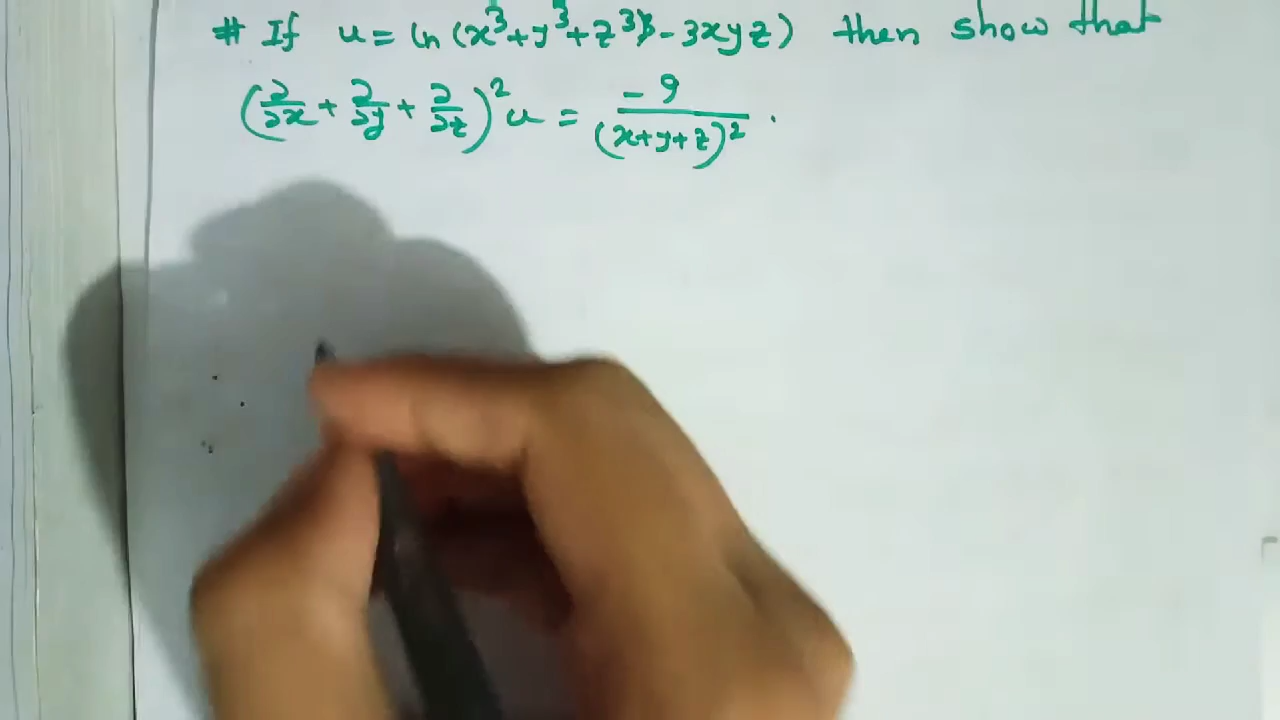 # If u = ln (x³+y³+z³ - 3xyz) then show that
(∂/∂x + ∂/∂y + ∂/∂z)² u = -9/(x+y+z)² .